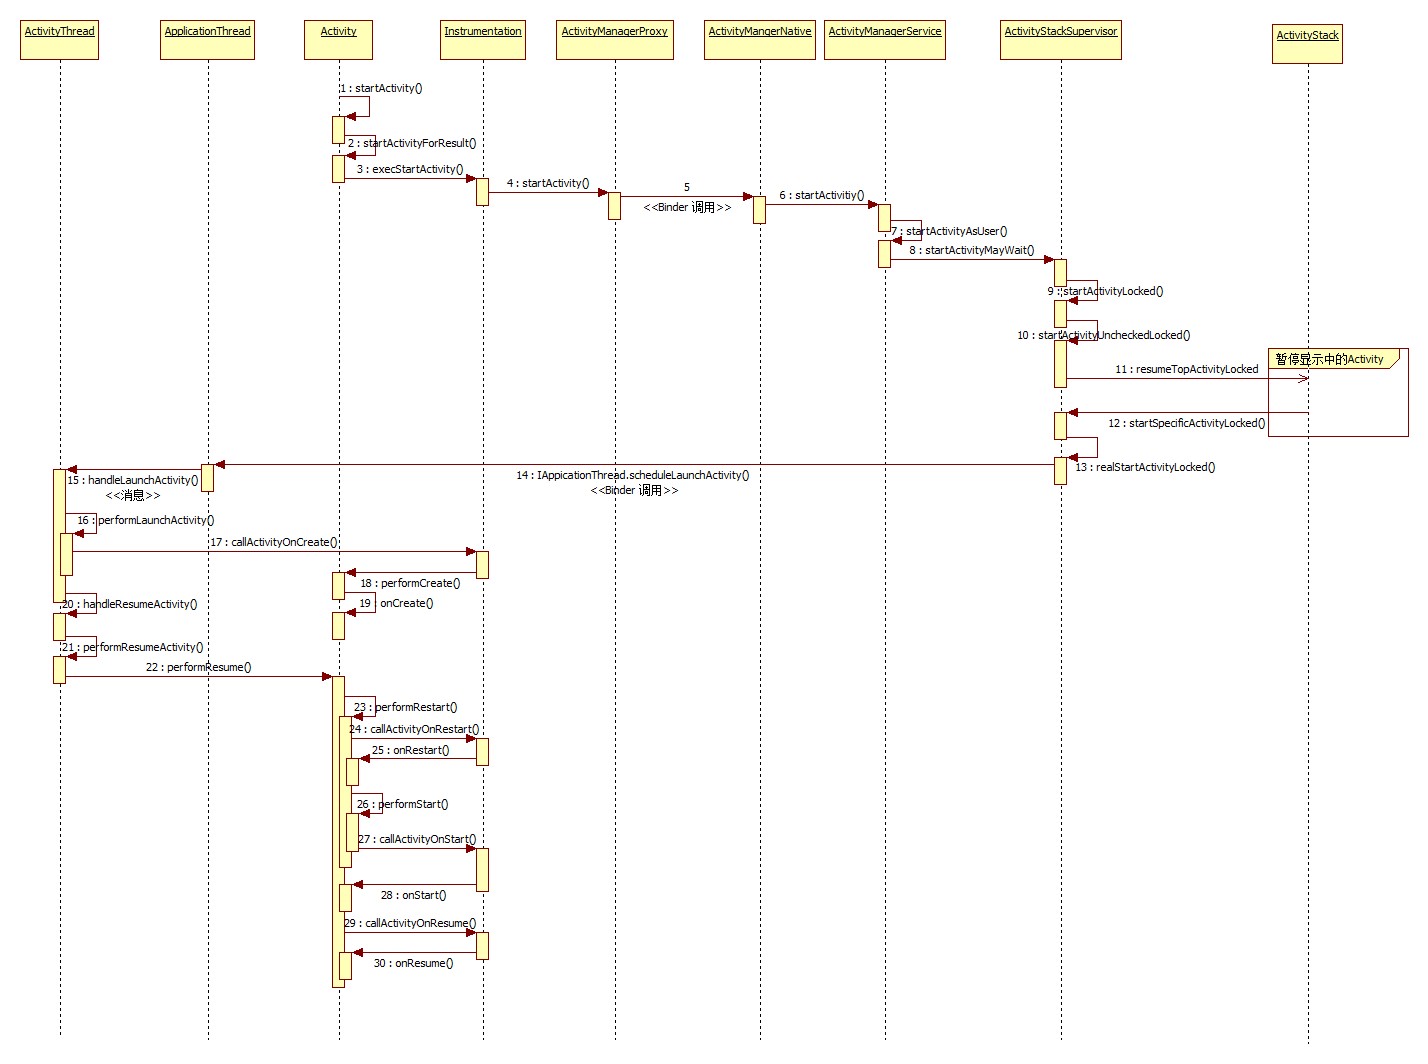 ActivityThread
ApplicationThread
Activity
Instrumentation
ActivityManagerProxy
ActivityMangerNative
ActivityManagerService
ActivityStackSupervisor
ActivityStack
1 : startActivity()
2 : startActivityForResult()
3 : execStartActivity()
4 : startActivity()
5
<<Binder 调用>>
6 : startActivitiy()
7 : startActivityAsUser()
8 : startActivityMayWait()
9 : startActivityLocked()
10 : startActivityUncheckedLocked()
暂停显示中的Activity
11 : resumeTopActivityLocked
12 : startSpecificActivityLocked()
13 : realStartActivityLocked()
14 : IAppicationThread.scheduleLaunchActivity()
<<Binder 调用>>
15 : handleLaunchActivity()
<<消息>>
16 : performLaunchActivity()
17 : callActivityOnCreate()
18 : performCreate()
19 : onCreate()
20 : handleResumeActivity()
21 : performResumeActivity()
22 : performResume()
23 : performRestart()
24 : callActivityOnRestart()
25 : onRestart()
26 : performStart()
27 : callActivityOnStart()
28 : onStart()
29 : callActivityOnResume()
30 : onResume()